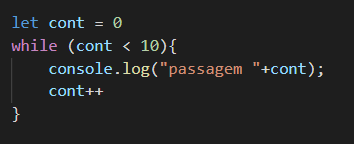 let cont = 0
while (cont < 10){
    console.log("passagem "+cont);
    cont++
}